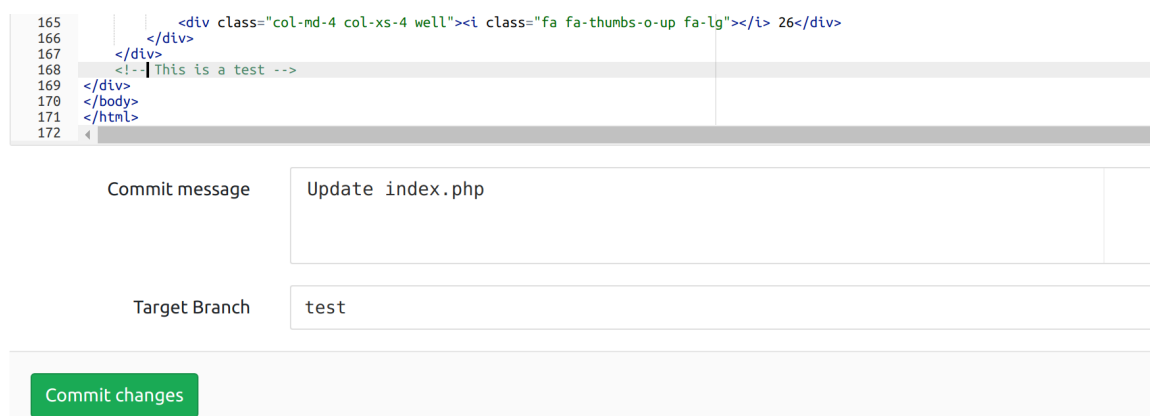 165 <div class="col-md-4 col-xs-4 well"><i class="fa fa-thumbs-o-up fa-lg"></i> 26</div>
166 </div>
167 </div>
168 <!-- This is a test -->
169 </div>
170 </body>
171 </html>
172
Commit message
Update index.php
Target Branch
test
Commit changes